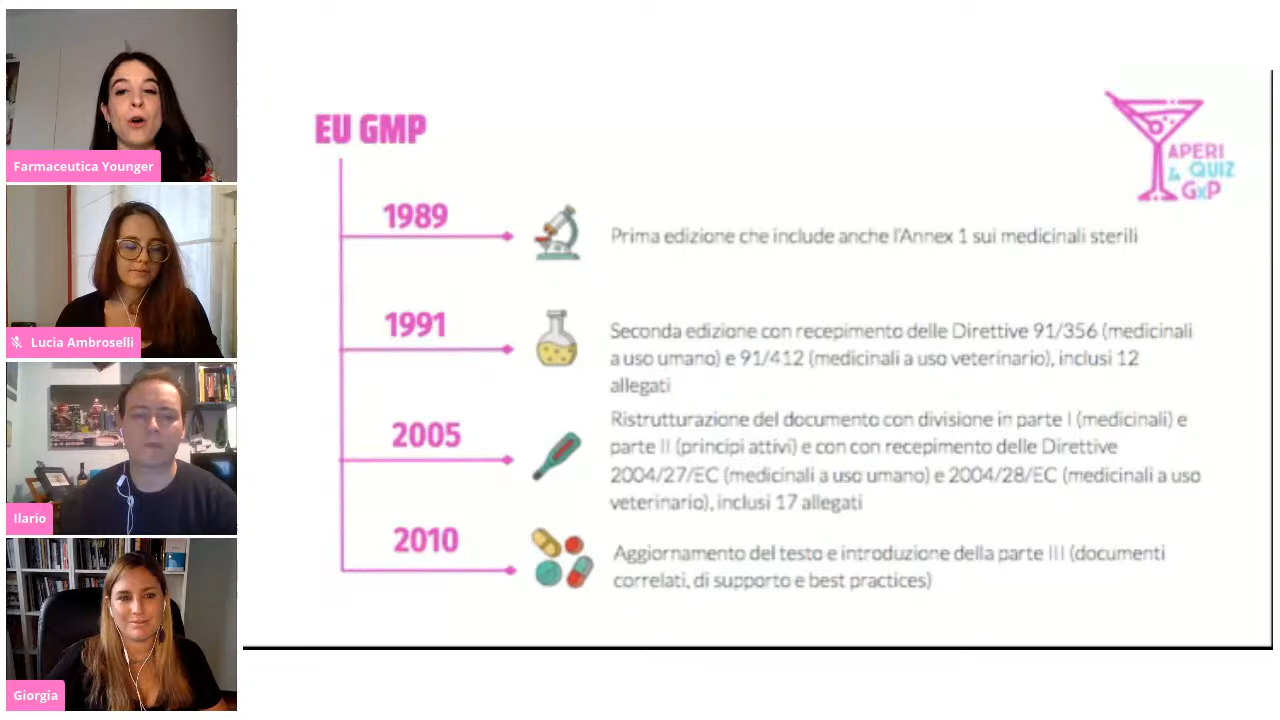 Farmaceutica Younger
Lucia Ambroselli
Ilario
Giorgia
EU GMP
APERI
& QUIZ
GxP
1989
Prima edizione che include anche l'Annex 1 sui medicinali sterili
1991
Seconda edizione con recepimento delle Direttive 91/356 (medicinali
a uso umano) e 91/412 (medicinali a uso veterinario), inclusi 12
allegati
2005
Ristrutturazione del documento con divisione in parte I (medicinali) e
parte II (principi attivi) e con con recepimento delle Direttive
2004/27/EC (medicinali a uso umano) e 2004/28/EC (medicinali a uso
veterinario), inclusi 17 allegati
2010
Aggiornamento del testo e introduzione della parte III (documenti
correlati, di supporto e best practices)